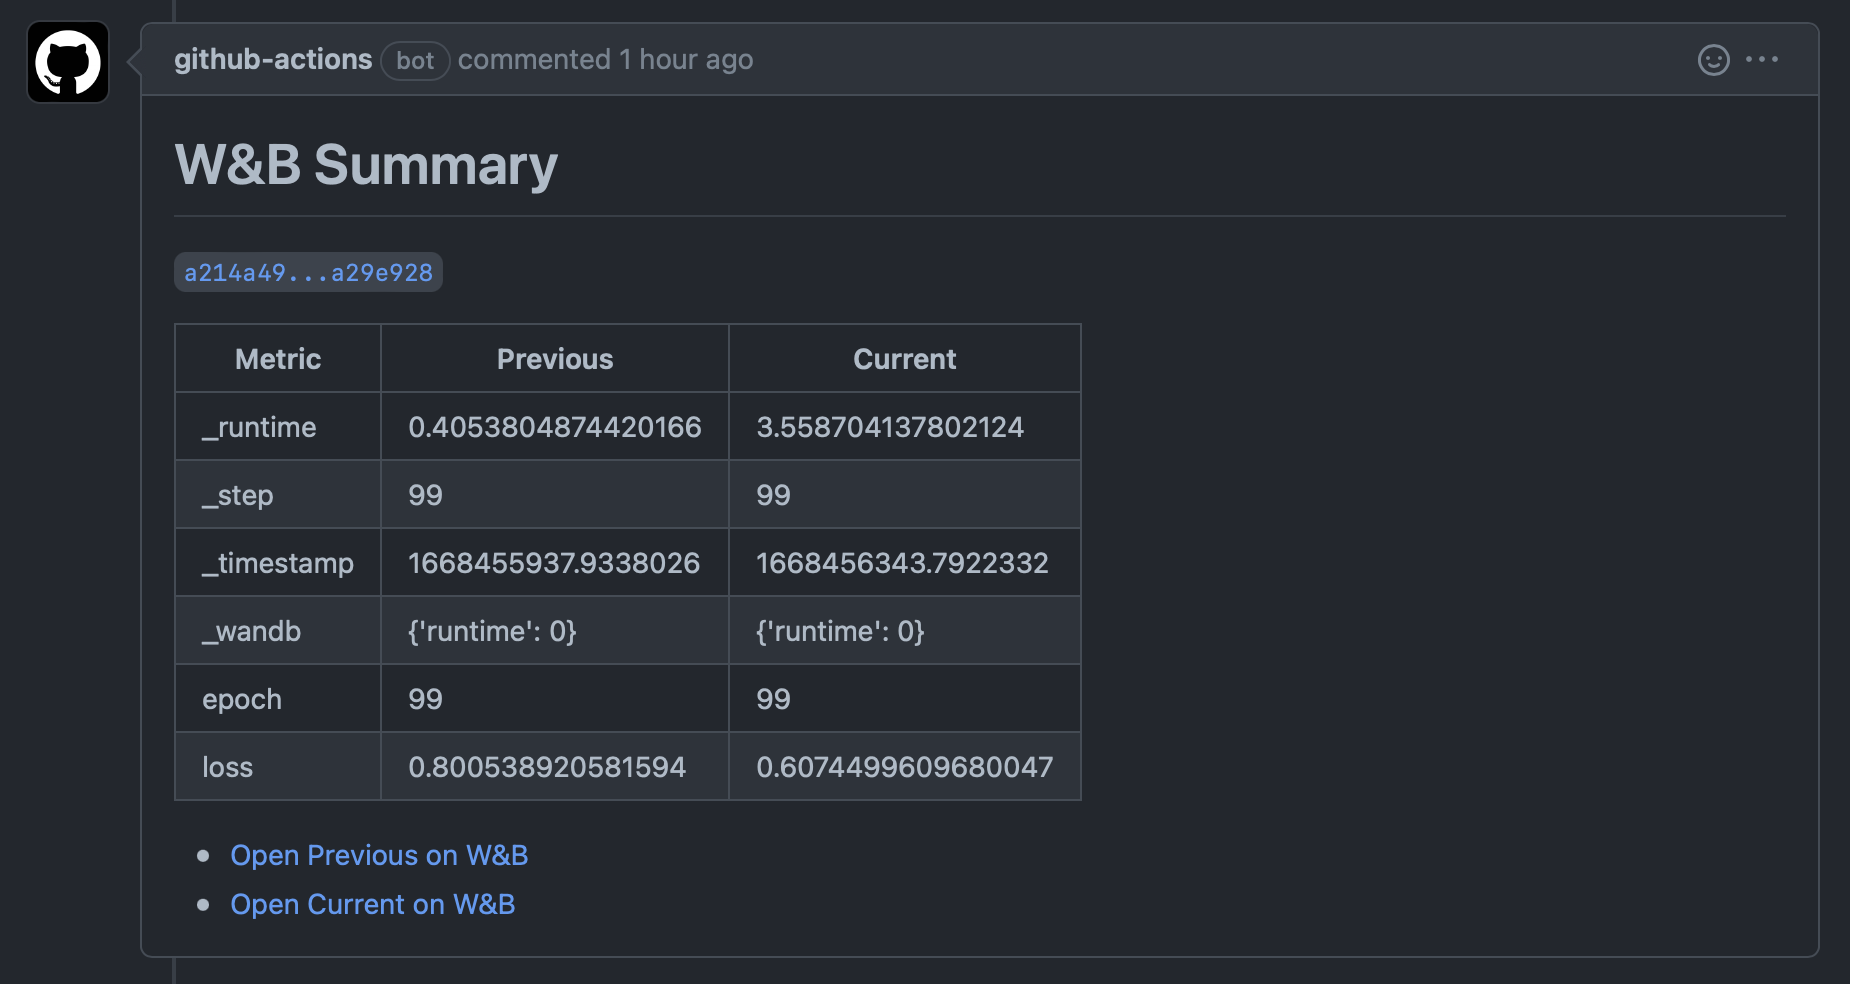 github-actions bot commented 1 hour ago
W&B Summary
a214a49...a29e928
Metric Previous Current
_runtime 0.4053804874420166 3.558704137802124
_step 99 99
_timestamp 1668455937.9338026 1668456343.7922332
_wandb {'runtime': 0} {'runtime': 0}
epoch 99 99
loss 0.800538920581594 0.6074499609680047
Open Previous on W&B
Open Current on W&B